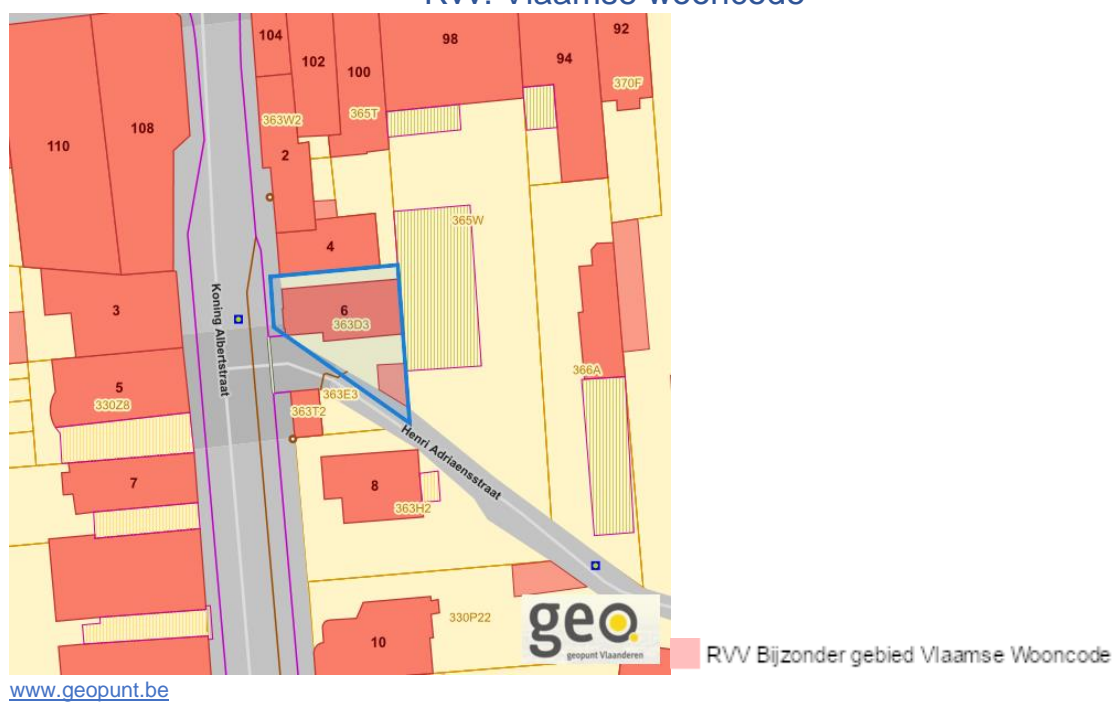 RVV: Vlaamse wooncode
104
102
100
98
94
92
370F
365T
363W2
110
108
2
365W
4
6
363D3
3
Koning Albertstraat
5
330Z8
363E3
363T2
366A
Henri Adriaensstraat
7
8
363H2
10
330P22
geo
geopunt Vlaanderen
RVV Bijzonder gebied Vlaamse Wooncode
www.geopunt.be